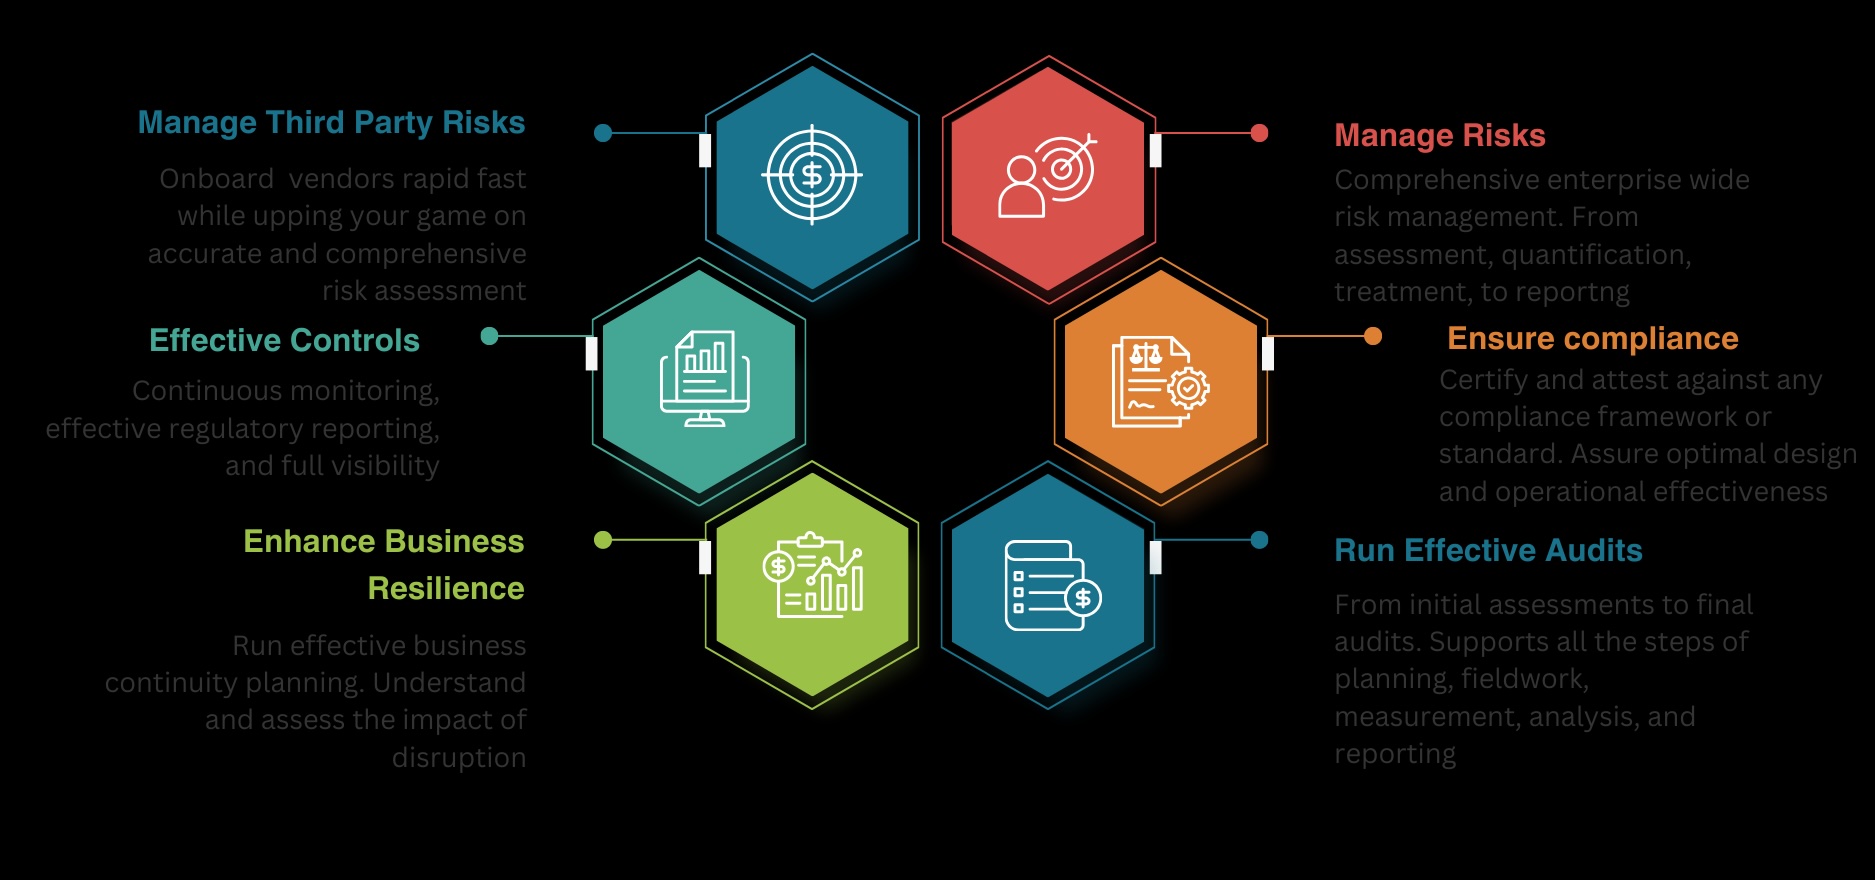 Manage Third Party Risks
Onboard  vendors rapid fast
while upping your game on
accurate and comprehensive
risk assessment
Effective Controls
Continuous monitoring,
effective regulatory reporting,
and full visibility
Enhance Business
Resilience
Run effective business
continuity planning. Understand
and assess the impact of
disruption
$
$
$
Manage Risks
Comprehensive enterprise wide
risk management. From
assessment, quantification,
treatment, to reportng
Ensure compliance
Certify and attest against any
compliance framework or
standard. Assure optimal design
and operational effectiveness
Run Effective Audits
From initial assessments to final
audits. Supports all the steps of
planning, fieldwork,
measurement, analysis, and
reporting